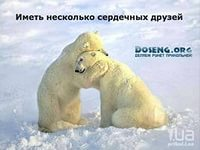 Иметь несколько сердечных друзей
DOSENG.ORG
ДЕЛАЕМ РУНЕТ ПРИКОЛЬНЕЙ!